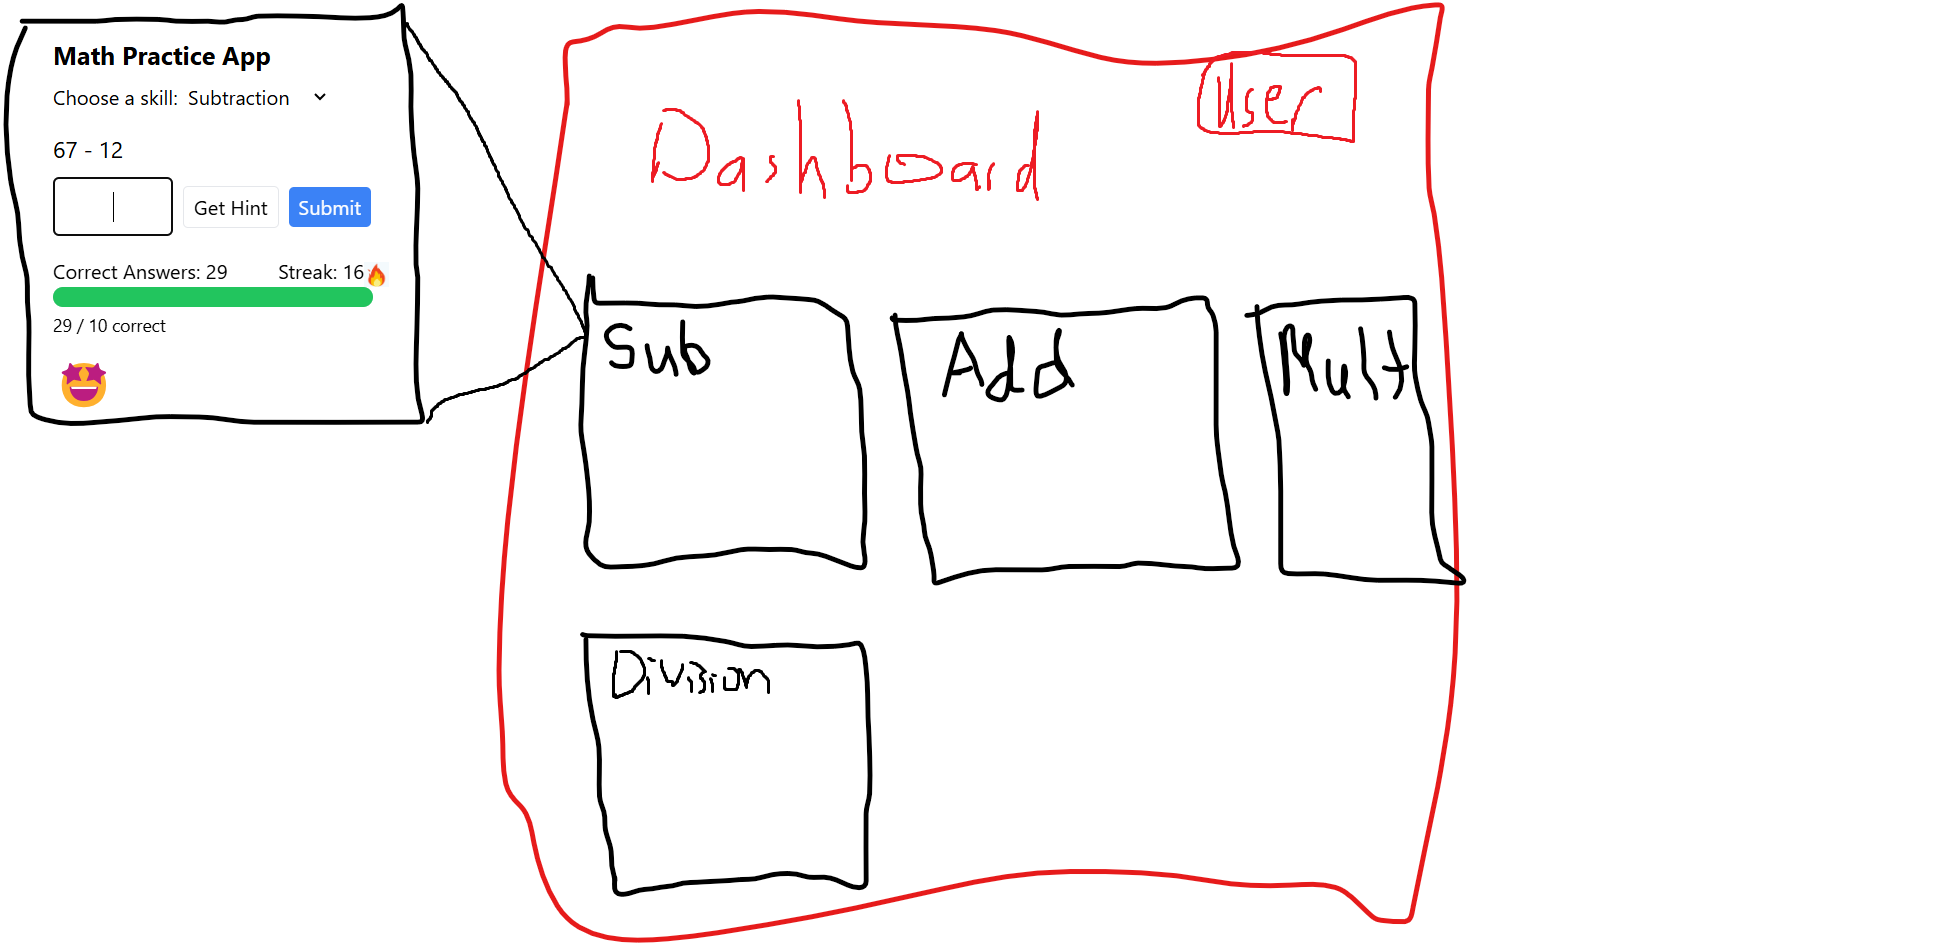 Math Practice App
Choose a skill: Subtraction
67 - 12
Get Hint Submit
Correct Answers: 29 Streak: 16🔥
29 / 10 correct
User
Dashboard
Sub Add Mult
Division